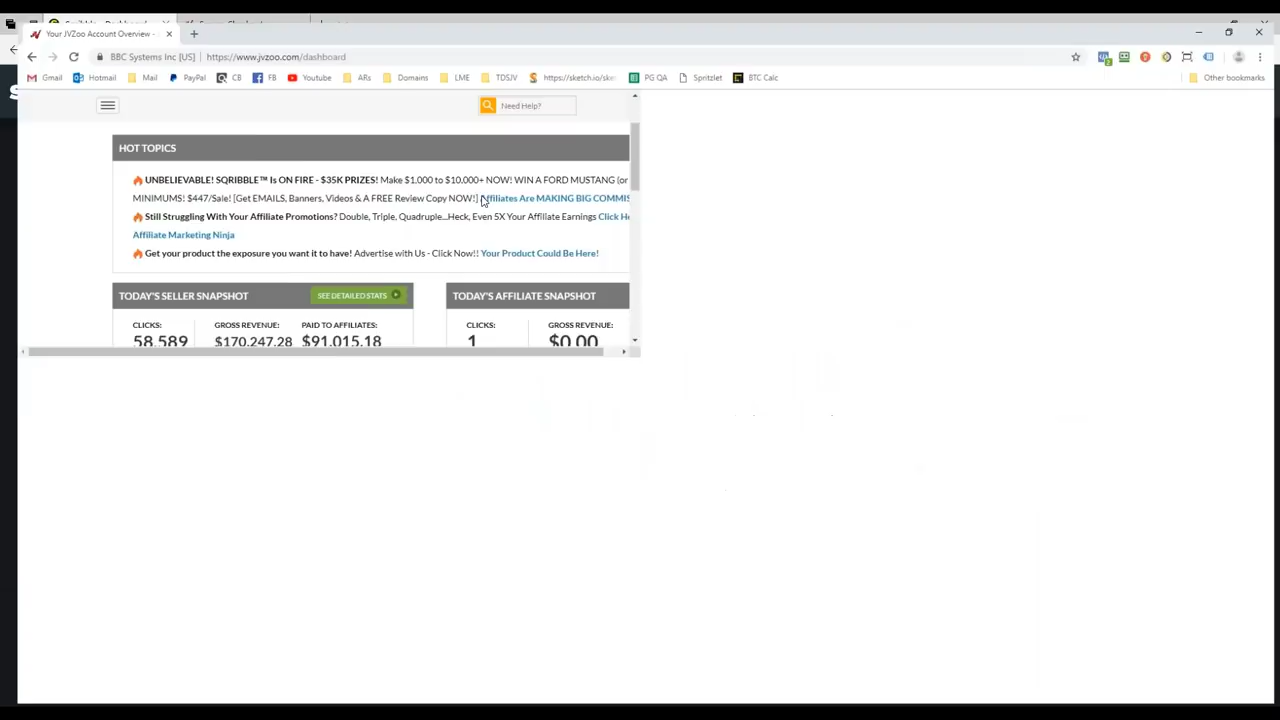 Your JVZoo Account Overview -
BBC Systems Inc [US] https://www.jvzoo.com/dashboard
Gmail Hotmail Mail PayPal CB FB Youtube ARs Domains LME TDSJV https://sketch.io/ske PG QA Spritzlet BTC Calc Other bookmarks
Need Help?
HOT TOPICS
UNBELIEVABLE! SQRIBBLE™ Is ON FIRE - $35K PRIZES! Make $1,000 to $10,000+ NOW! WIN A FORD MUSTANG (or
MINIMUMS! $447/Sale! [Get EMAILS, Banners, Videos & A FREE Review Copy NOW!] Affiliates Are MAKING BIG COMMIS
Still Struggling With Your Affiliate Promotions? Double, Triple, Quadruple...Heck, Even 5X Your Affiliate Earnings Click He
Affiliate Marketing Ninja
Get your product the exposure you want it to have! Advertise with Us - Click Now!! Your Product Could Be Here!
TODAY'S SELLER SNAPSHOT SEE DETAILED STATS TODAY'S AFFILIATE SNAPSHOT
CLICKS: GROSS REVENUE: PAID TO AFFILIATES: CLICKS: GROSS REVENUE:
58,589 $170,247.28 $91,015.18 1 $0.00